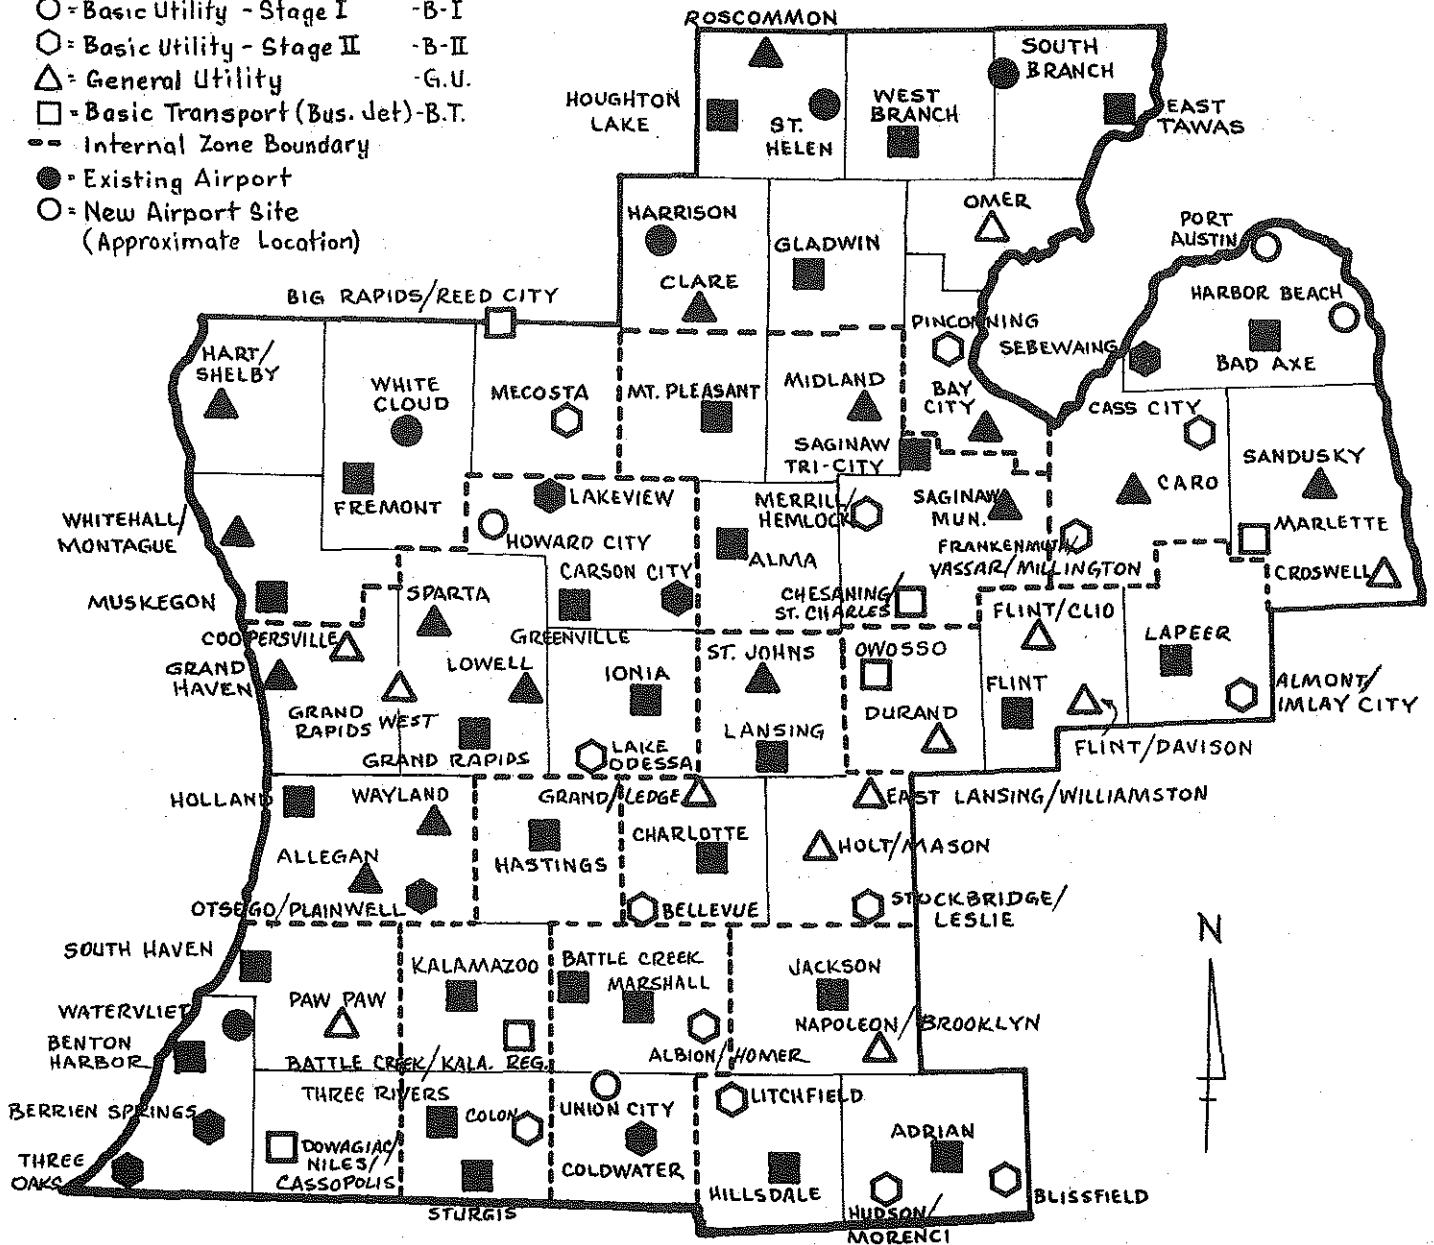 = Basic Utility - Stage I -B-I
= Basic Utility - Stage II -B-II
= General Utility -G.U.
= Basic Transport (Bus. Jet)-B.T.
Internal Zone Boundary
= Existing Airport
= New Airport Site
(Approximate Location)
ROSCOMMON
SOUTH
BRANCH
HOUGHTON
LAKE
ST.
HELEN
WEST
BRANCH
EAST
TAWAS
HARRISON
CLARE
GLADWIN
OMER
PORT
AUSTIN
HARBOR BEACH
BAD AXE
SEBEWAING
PINCONNING
BIG RAPIDS/REED CITY
HART/
SHELBY
WHITE
CLOUD
FREMONT
MECOSTA
MT. PLEASANT
MIDLAND
BAY
CITY
SAGINAW
TRI-CITY
CASS CITY
CARO
SANDUSKY
MARLETTE
CROSWELL
WHITEHALL/
MONTAGUE
MUSKEGON
LAKEVIEW
HOWARD CITY
CARSON CITY
GREENVILLE
MERRILL/
HEMLOCK
ALMA
SAGINAW
MUN.
FRANKENMUTH/
VASSAR/MILLINGTON
CHESANING/
ST. CHARLES
COOPERSVILLE
GRAND
HAVEN
SPARTA
LOWELL
GRAND
RAPIDS WEST
GRAND RAPIDS
IONIA
LAKE
ODESSA
ST. JOHNS
LANSING
OWOSSO
DURAND
FLINT/CLIO
FLINT
FLINT/DAVISON
LAPEER
ALMONT/
IMLAY CITY
HOLLAND
WAYLAND
ALLEGAN
OTSEGO/PLAINWELL
HASTINGS
GRAND/LEDGE
CHARLOTTE
BELLEVUE
EAST LANSING/WILLIAMSTON
HOLT/MASON
STOCKBRIDGE/
LESLIE
N
SOUTH HAVEN
WATERVLIET
BENTON
HARBOR
BERRIEN SPRINGS
THREE
OAKS
PAW PAW
KALAMAZOO
BATTLE CREEK/KALA. REG.
BATTLE CREEK
MARSHALL
ALBION/HOMER
JACKSON
NAPOLEON/BROOKLYN
THREE RIVERS
DOWAGIAC/
NILES/
CASSOPOLIS
COLON
STURGIS
UNION CITY
COLDWATER
LITCHFIELD
HILLSDALE
ADRIAN
HUDSON/
MORENCI
BLISSFIELD